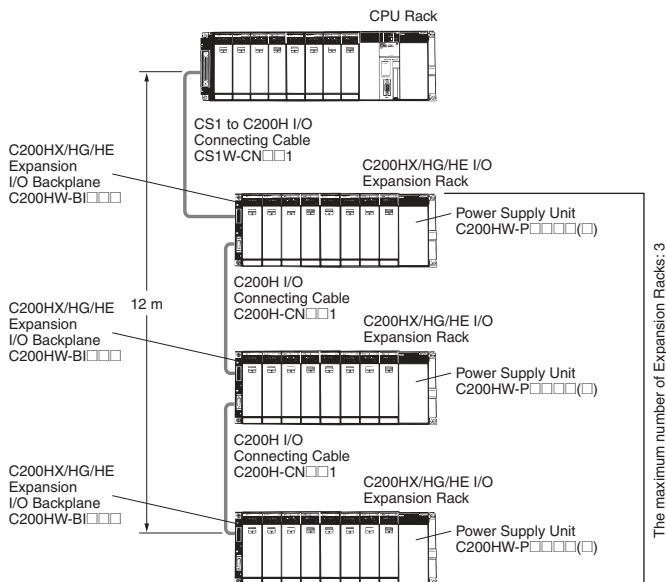 CPU Rack
CS1 to C200H I/O
Connecting Cable
CS1W-CN□□1
C200HX/HG/HE
Expansion
I/O Backplane
C200HW-BI□□□
C200HX/HG/HE I/O
Expansion Rack
Power Supply Unit
C200HW-P□□□□(□)
C200H I/O
Connecting Cable
C200H-CN□□1
12 m
C200HX/HG/HE
Expansion
I/O Backplane
C200HW-BI□□□
C200HX/HG/HE I/O
Expansion Rack
Power Supply Unit
C200HW-P□□□□(□)
C200H I/O
Connecting Cable
C200H-CN□□1
C200HX/HG/HE
Expansion
I/O Backplane
C200HW-BI□□□
C200HX/HG/HE I/O
Expansion Rack
Power Supply Unit
C200HW-P□□□□(□)
The maximum number of Expansion Racks: 3